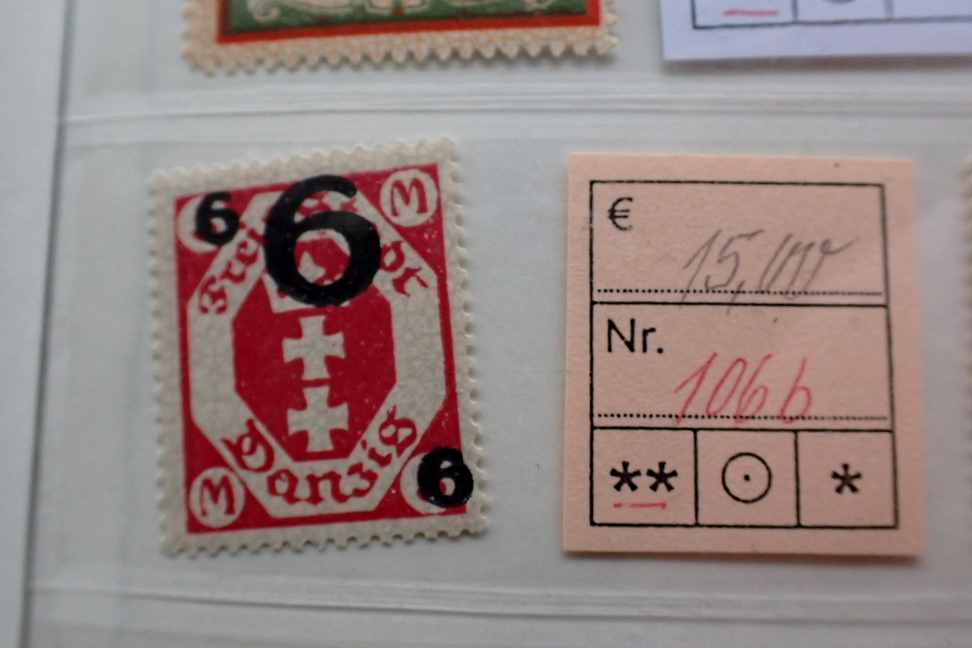 6 6 M
Freie Stadt
Danzig
M 6
€ 15,00
Nr. 106 b
** ⊙ *